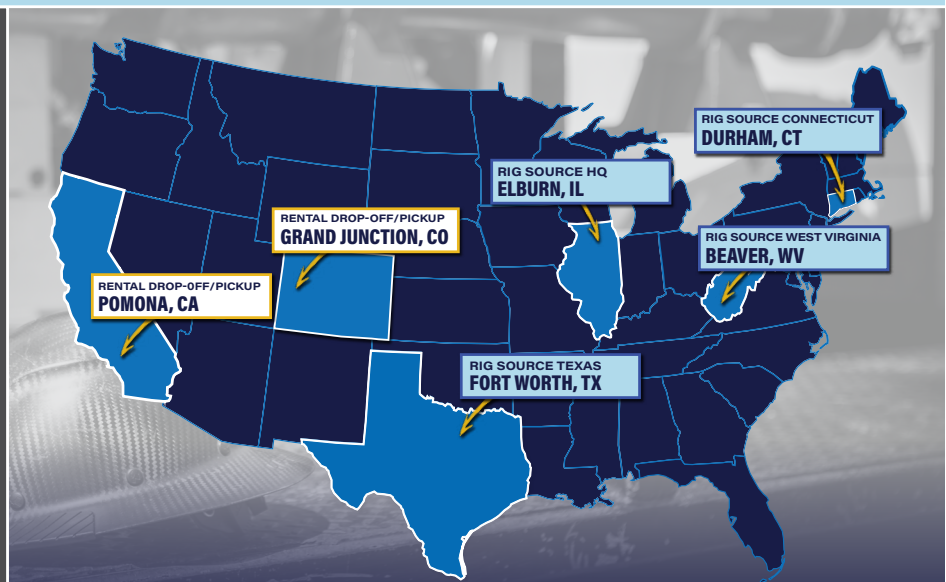 RIG SOURCE CONNECTICUT
DURHAM, CT
RIG SOURCE HQ
ELBURN, IL
RENTAL DROP-OFF/PICKUP
GRAND JUNCTION, CO
RIG SOURCE WEST VIRGINIA
BEAVER, WV
RENTAL DROP-OFF/PICKUP
POMONA, CA
RIG SOURCE TEXAS
FORT WORTH, TX